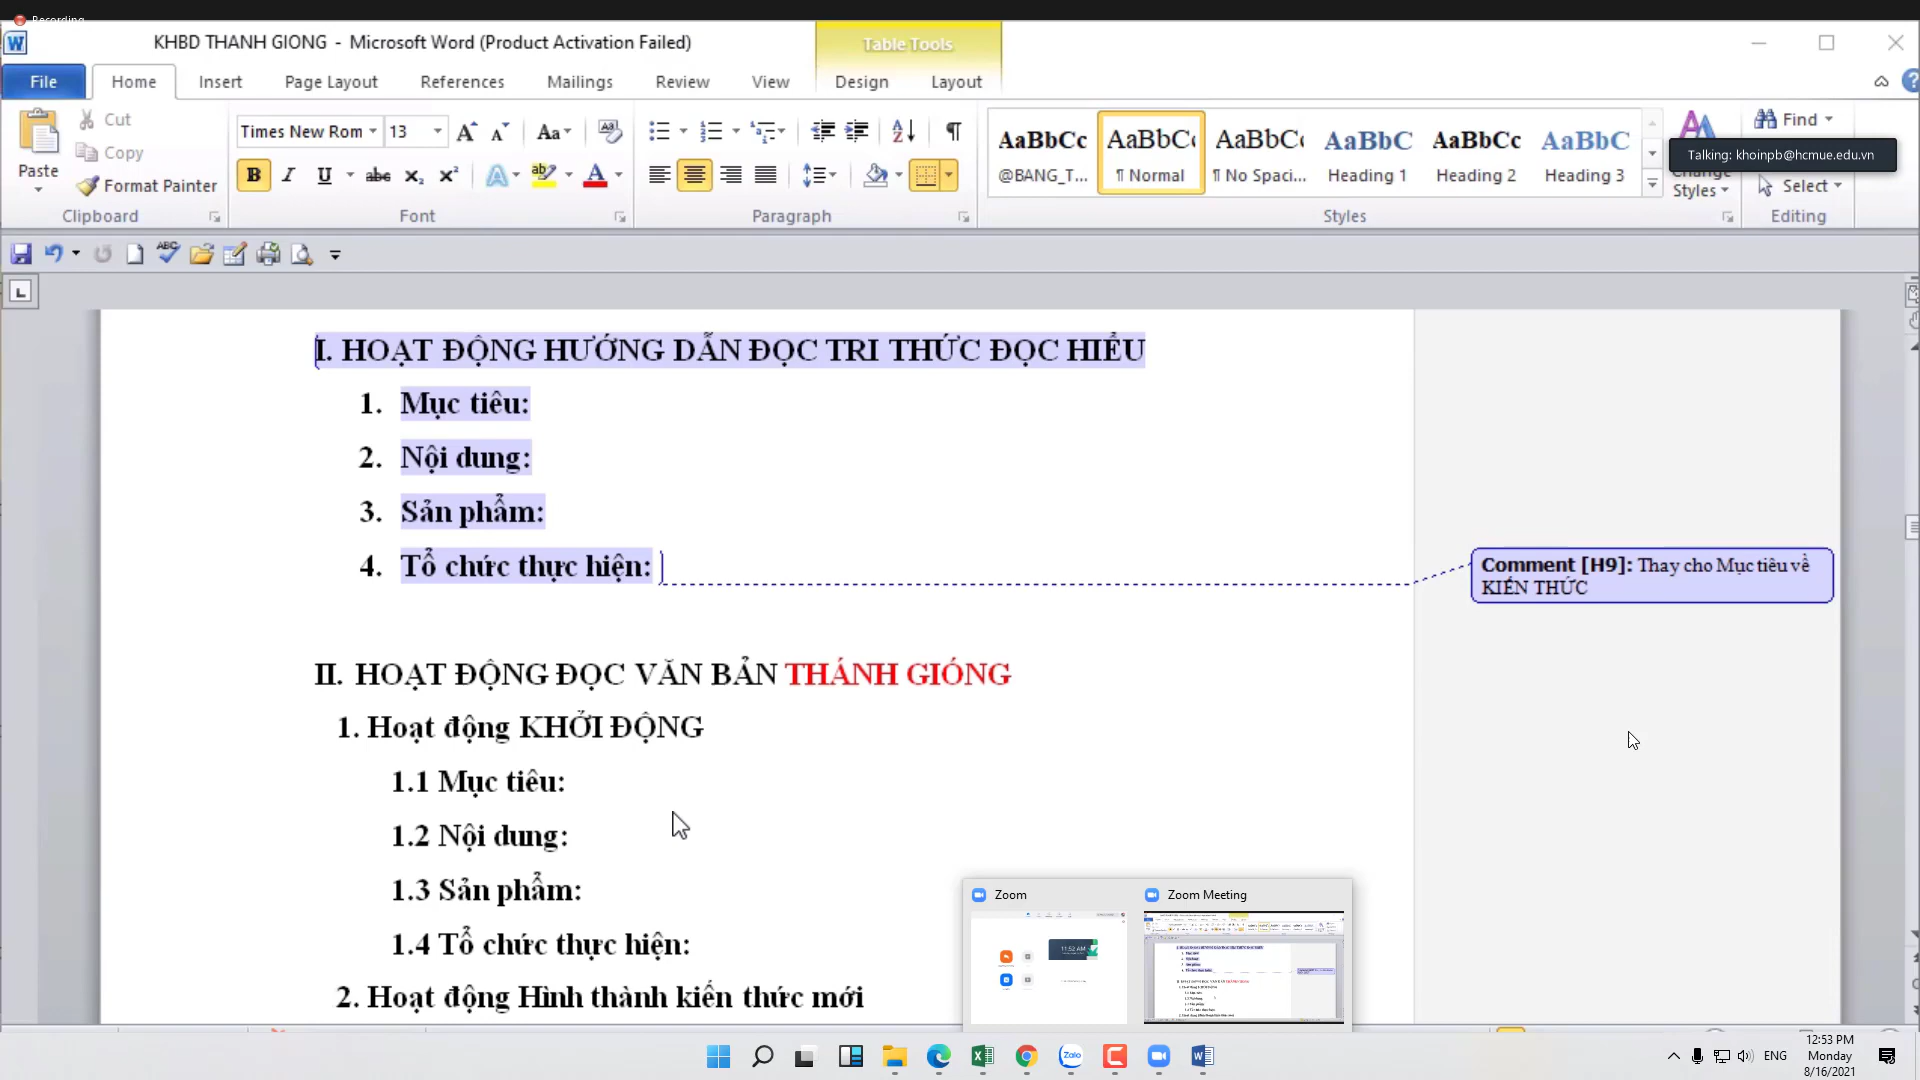 Recording
KHBD THANH GIONG - Microsoft Word (Product Activation Failed)
Table Tools
File
Home
Insert
Page Layout
References
Mailings
Review
View
Design
Layout
Paste
Cut
Copy
Format Painter
Clipboard
Times New Rom
13
Font
Paragraph
AaBbCc
@BANG_T...
AaBbCc
¶ Normal
AaBbCc
¶ No Spaci...
AaBbC
Heading 1
AaBbCc
Heading 2
AaBbC
Heading 3
Styles
Change
Styles
Find
Select
Editing
Talking: khoinpb@hcmue.edu.vn
I. HOẠT ĐỘNG HƯỚNG DẪN ĐỌC TRI THỨC ĐỌC HIỂU
1. Mục tiêu:
2. Nội dung:
3. Sản phẩm:
4. Tổ chức thực hiện:
Comment [H9]: Thay cho Mục tiêu về
KIẾN THỨC
II. HOẠT ĐỘNG ĐỌC VĂN BẢN THÁNH GIÓNG
1. Hoạt động KHỞI ĐỘNG
1.1 Mục tiêu:
1.2 Nội dung:
1.3 Sản phẩm:
1.4 Tổ chức thực hiện:
2. Hoạt động Hình thành kiến thức mới
Zoom
Zoom Meeting
11:52 AM
Zalo
ENG
12:53 PM
Monday
8/16/2021